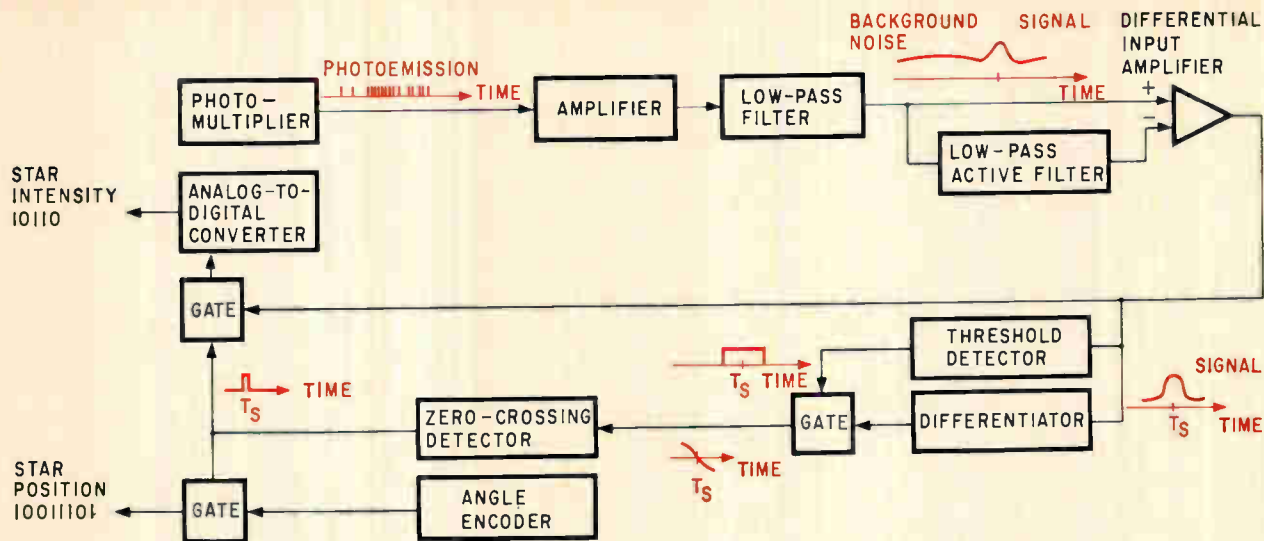 BACKGROUND
NOISE
SIGNAL
DIFFERENTIAL
INPUT
AMPLIFIER
PHOTOEMISSION
TIME
PHOTO-
MULTIPLIER
AMPLIFIER
LOW-PASS
FILTER
TIME
+
−
LOW-PASS
ACTIVE FILTER
STAR
INTENSITY
10110
ANALOG-TO-
DIGITAL
CONVERTER
GATE
THRESHOLD
DETECTOR
TS TIME
SIGNAL
TS
TIME
TS
TIME
ZERO-CROSSING
DETECTOR
GATE
DIFFERENTIATOR
TS
TIME
STAR
POSITION
10011101
GATE
ANGLE
ENCODER